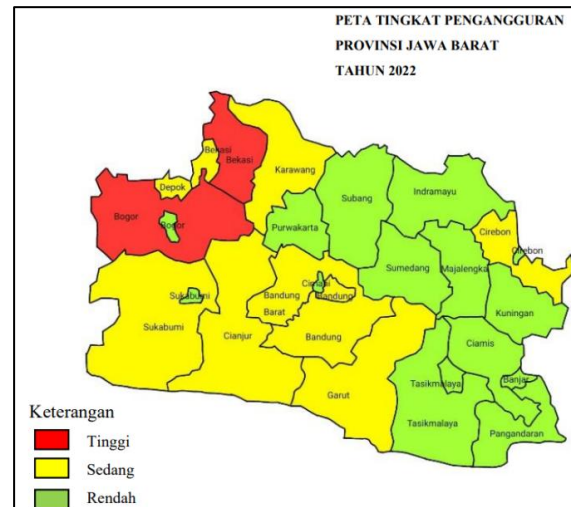 PETA TINGKAT PENGANGGURAN
PROVINSI JAWA BARAT
TAHUN 2022
Bekasi
Bekasi
Karawang
Depok
Subang
Indramayu
Bogor
Bogor
Purwakarta
Cirebon
Cirebon
Sumedang
Majalengka
Sukabumi
Cimahi
Bandung
Bandung
Barat
Kuningan
Sukabumi
Cianjur
Bandung
Ciamis
Garut
Tasikmalaya
Banjar
Tasikmalaya
Pangandaran
Keterangan
Tinggi
Sedang
Rendah